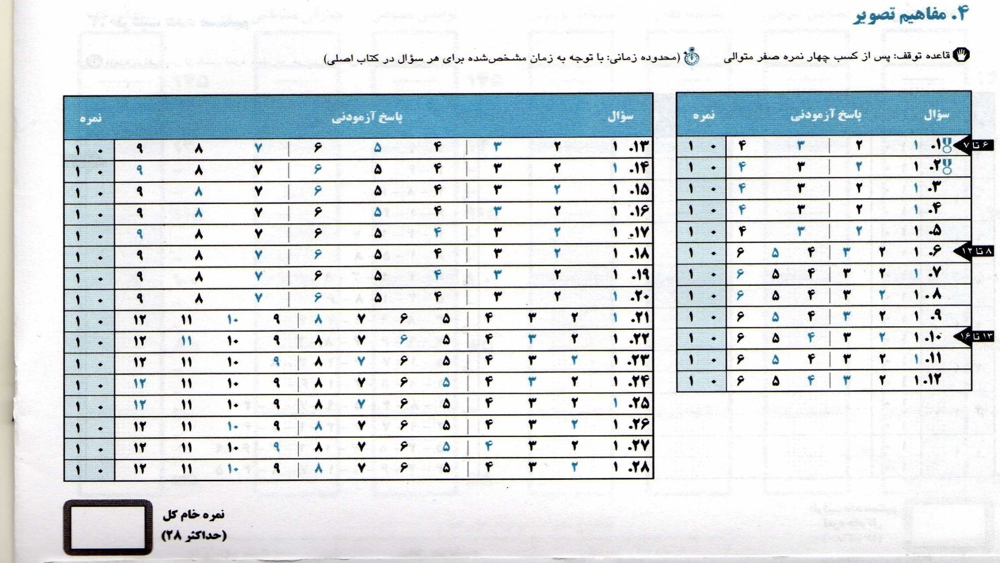 ۴. مفاهیم تصویر
قاعده توقف: پس از کسب چهار نمره صفر متوالی (محدوده زمانی: با توجه به زمان مشخص‌شده برای هر سؤال در کتاب اصلی)
سؤال پاسخ آزمودنی نمره
۶ تا ۷ ۱. ۱ ۲ | ۳ ۴ ۰ ۱
۲. ۱ ۲ | ۳ ۴ ۰ ۱
۳. ۱ ۲ | ۳ ۴ ۰ ۱
۴. ۱ ۲ | ۳ ۴ ۰ ۱
۵. ۱ ۲ | ۳ ۴ ۰ ۱
۸ تا ۱۲ ۶. ۱ ۲ ۳ | ۴ ۵ ۶ ۰ ۱
۷. ۱ ۲ ۳ | ۴ ۵ ۶ ۰ ۱
۸. ۱ ۲ ۳ | ۴ ۵ ۶ ۰ ۱
۹. ۱ ۲ ۳ | ۴ ۵ ۶ ۰ ۱
۱۳ تا ۱۶ ۱۰. ۱ ۲ ۳ | ۴ ۵ ۶ ۰ ۱
۱۱. ۱ ۲ ۳ | ۴ ۵ ۶ ۰ ۱
۱۲. ۱ ۲ ۳ | ۴ ۵ ۶ ۰ ۱
سؤال پاسخ آزمودنی نمره
۱۳. ۱ ۲ ۳ | ۴ ۵ ۶ | ۷ ۸ ۹ ۰ ۱
۱۴. ۱ ۲ ۳ | ۴ ۵ ۶ | ۷ ۸ ۹ ۰ ۱
۱۵. ۱ ۲ ۳ | ۴ ۵ ۶ | ۷ ۸ ۹ ۰ ۱
۱۶. ۱ ۲ ۳ | ۴ ۵ ۶ | ۷ ۸ ۹ ۰ ۱
۱۷. ۱ ۲ ۳ | ۴ ۵ ۶ | ۷ ۸ ۹ ۰ ۱
۱۸. ۱ ۲ ۳ | ۴ ۵ ۶ | ۷ ۸ ۹ ۰ ۱
۱۹. ۱ ۲ ۳ | ۴ ۵ ۶ | ۷ ۸ ۹ ۰ ۱
۲۰. ۱ ۲ ۳ | ۴ ۵ ۶ | ۷ ۸ ۹ ۰ ۱
۲۱. ۱ ۲ ۳ ۴ | ۵ ۶ ۷ ۸ | ۹ ۱۰ ۱۱ ۱۲ ۰ ۱
۲۲. ۱ ۲ ۳ ۴ | ۵ ۶ ۷ ۸ | ۹ ۱۰ ۱۱ ۱۲ ۰ ۱
۲۳. ۱ ۲ ۳ ۴ | ۵ ۶ ۷ ۸ | ۹ ۱۰ ۱۱ ۱۲ ۰ ۱
۲۴. ۱ ۲ ۳ ۴ | ۵ ۶ ۷ ۸ | ۹ ۱۰ ۱۱ ۱۲ ۰ ۱
۲۵. ۱ ۲ ۳ ۴ | ۵ ۶ ۷ ۸ | ۹ ۱۰ ۱۱ ۱۲ ۰ ۱
۲۶. ۱ ۲ ۳ ۴ | ۵ ۶ ۷ ۸ | ۹ ۱۰ ۱۱ ۱۲ ۰ ۱
۲۷. ۱ ۲ ۳ ۴ | ۵ ۶ ۷ ۸ | ۹ ۱۰ ۱۱ ۱۲ ۰ ۱
۲۸. ۱ ۲ ۳ ۴ | ۵ ۶ ۷ ۸ | ۹ ۱۰ ۱۱ ۱۲ ۰ ۱
نمره خام کل
(حداکثر ۲۸)